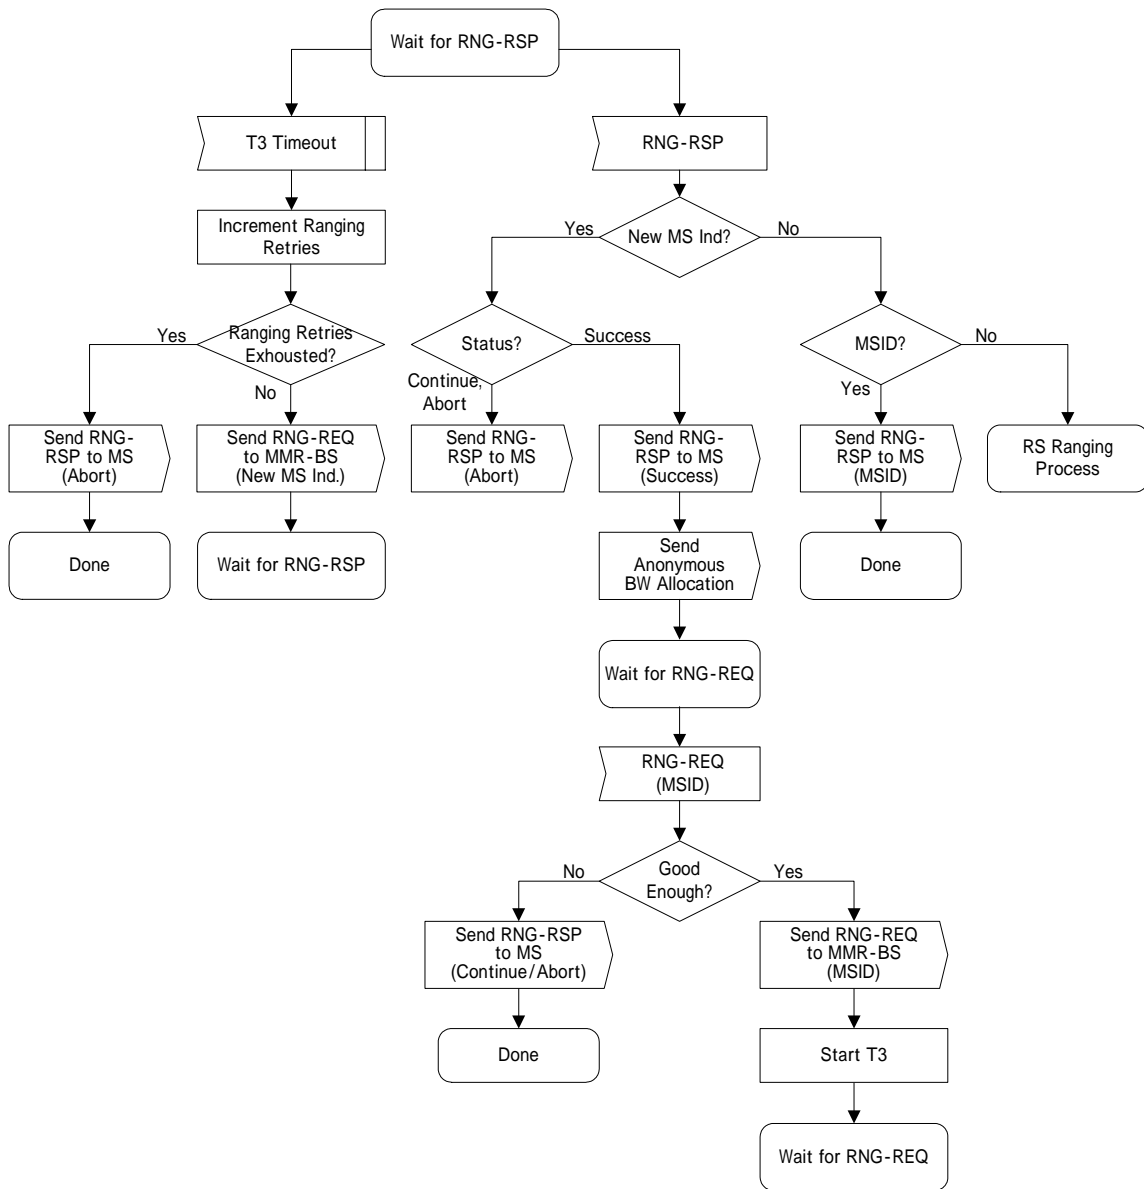 Wait for RNG-RSP
T3 Timeout
RNG-RSP
Increment Ranging
Retries
Yes
New MS Ind?
No
Yes
Ranging Retries
Exhousted?
No
Status?
Success
Continue,
Abort
MSID?
No
Yes
Send RNG-
RSP to MS
(Abort)
Send RNG-REQ
to MMR-BS
(New MS Ind.)
Send RNG-
RSP to MS
(Abort)
Send RNG-
RSP to MS
(Success)
Send RNG-
RSP to MS
(MSID)
RS Ranging
Process
Done
Wait for RNG-RSP
Send
Anonymous
BW Allocation
Done
Wait for RNG-REQ
RNG-REQ
(MSID)
No
Good
Enough?
Yes
Send RNG-RSP
to MS
(Continue/Abort)
Send RNG-REQ
to MMR-BS
(MSID)
Done
Start T3
Wait for RNG-REQ